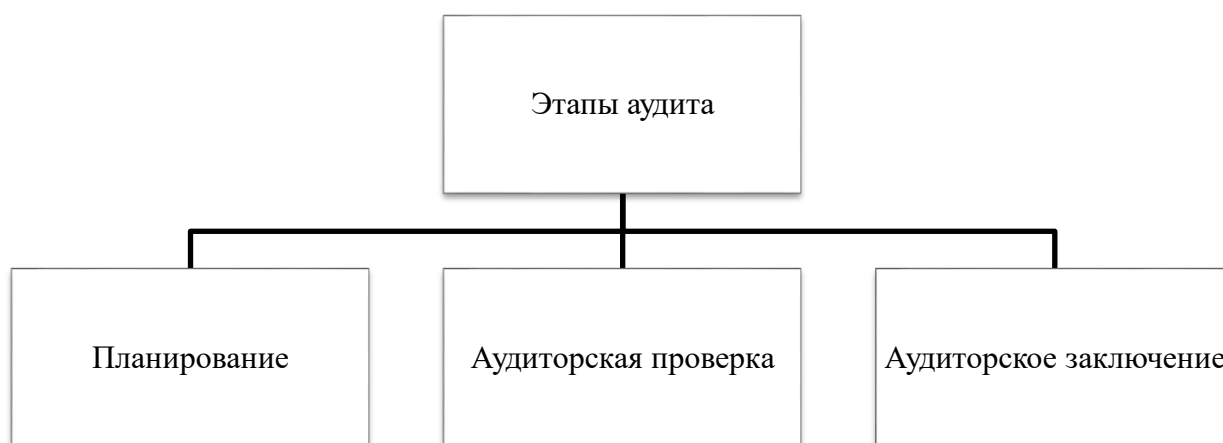 Этапы аудита
Планирование
Аудиторская проверка
Аудиторское заключение